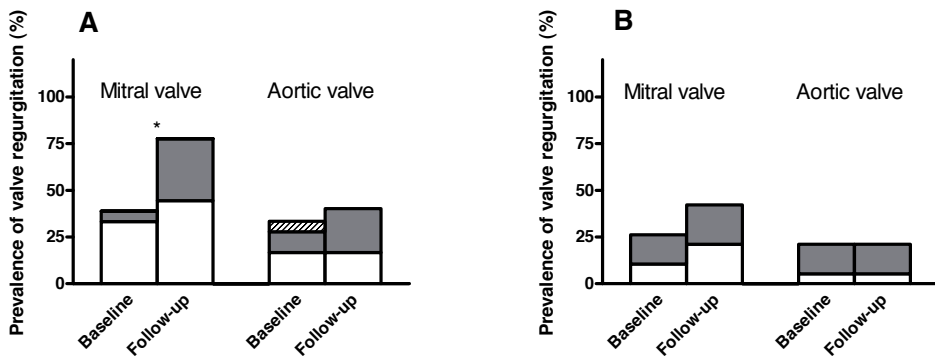 A
Prevalence of valve regurgitation (%)
Mitral valve
Aortic valve
100
75
50
25
0
*
Baseline
Follow-up
Baseline
Follow-up
B
Prevalence of valve regurgitation (%)
Mitral valve
Aortic valve
100
75
50
25
0
Baseline
Follow-up
Baseline
Follow-up